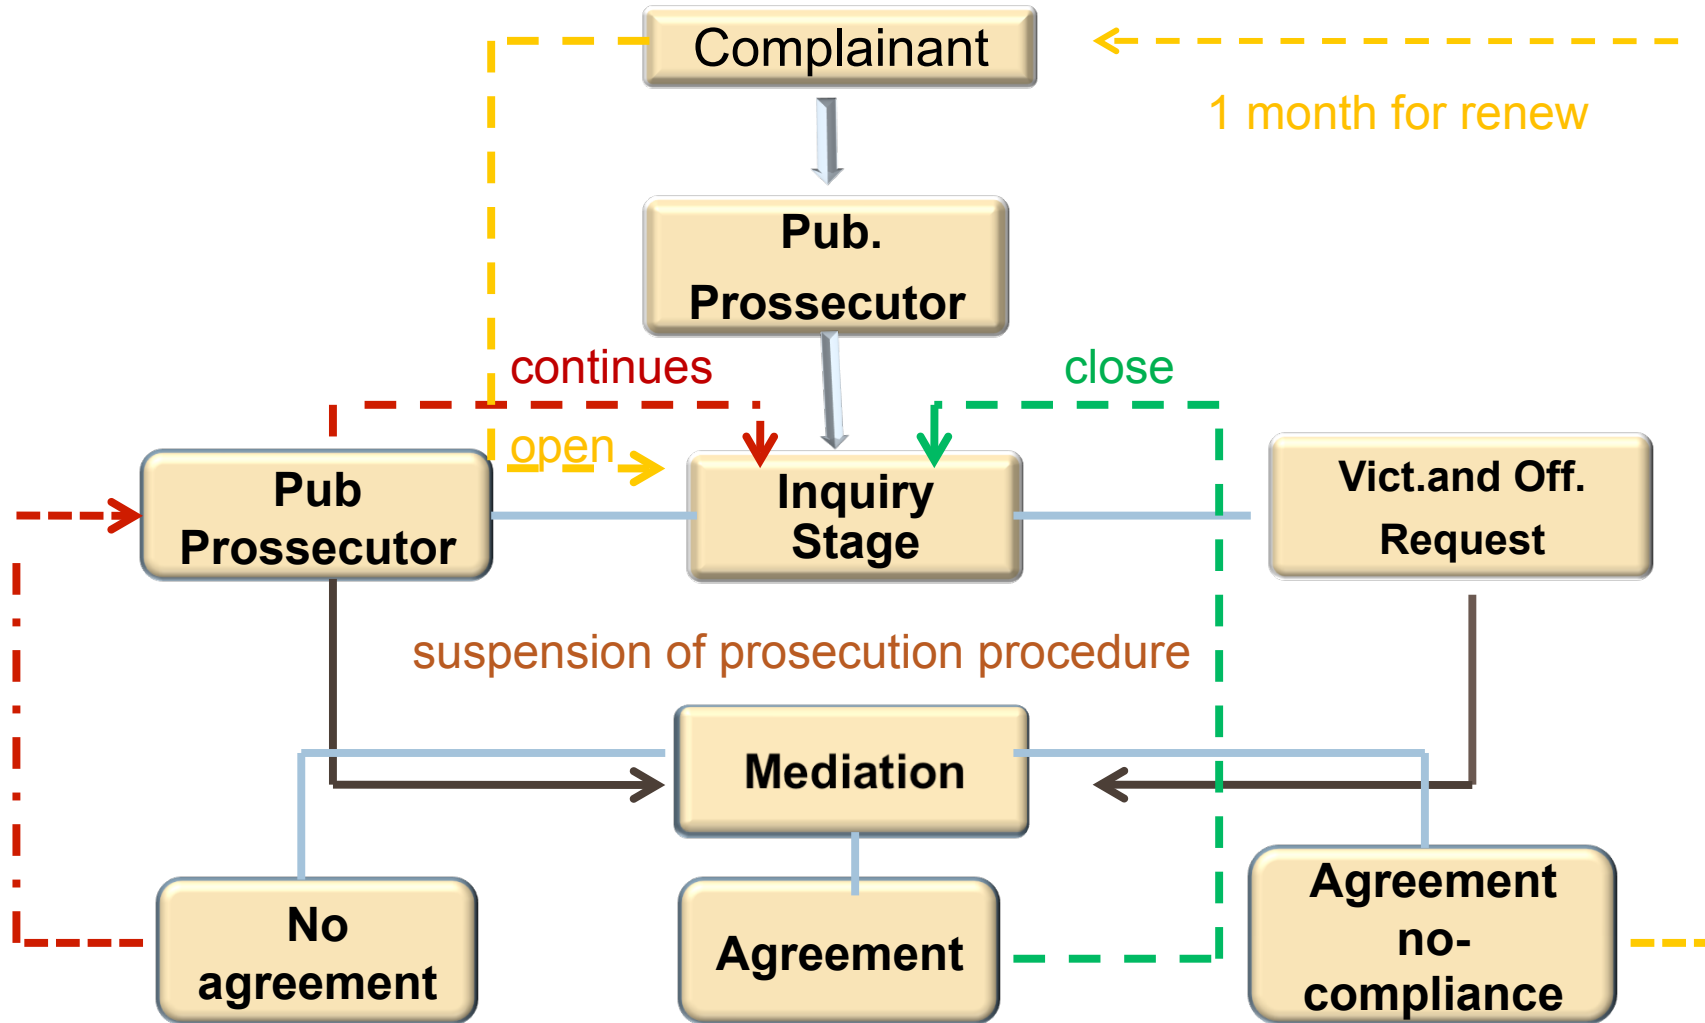 Complainant
1 month for renew
Pub.
Prossecutor
continues
close
open
Pub
Prossecutor
Inquiry
Stage
Vict.and Off.
Request
suspension of prosecution procedure
Mediation
No
agreement
Agreement
Agreement
no-
compliance